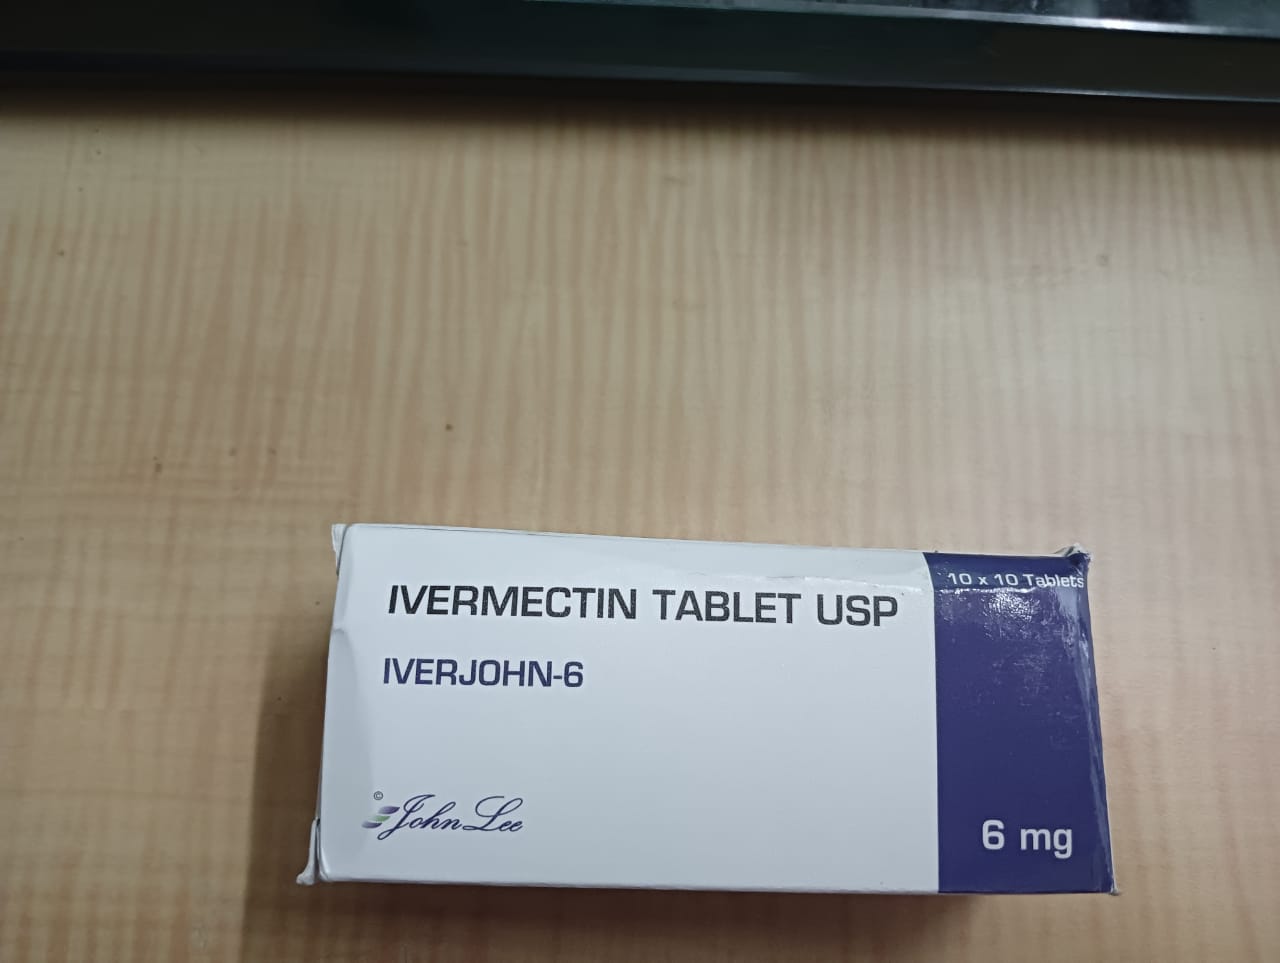 IVERMECTIN TABLET USP
10 x 10 Tablets
IVERJOHN-6
© John Lee
6 mg